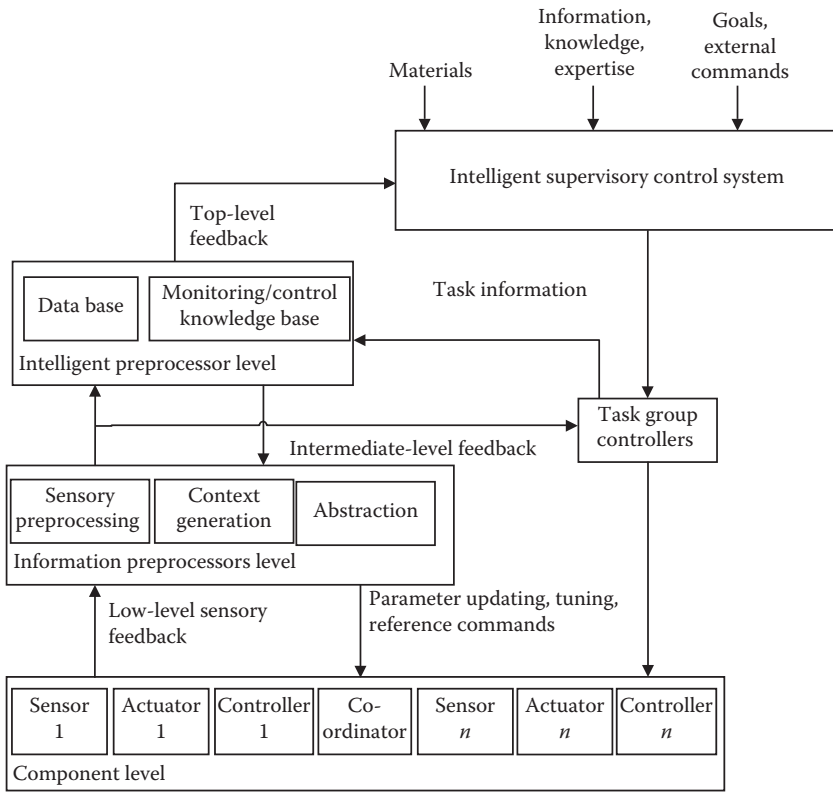 Materials
Information,
knowledge,
expertise
Goals,
external
commands
Intelligent supervisory control system
Top-level
feedback
Data base
Monitoring/control
knowledge base
Intelligent preprocessor level
Task information
Task group
controllers
Intermediate-level feedback
Sensory
preprocessing
Context
generation
Abstraction
Information preprocessors level
Low-level sensory
feedback
Parameter updating, tuning,
reference commands
Sensor
1
Actuator
1
Controller
1
Co-
ordinator
Sensor
n
Actuator
n
Controller
n
Component level